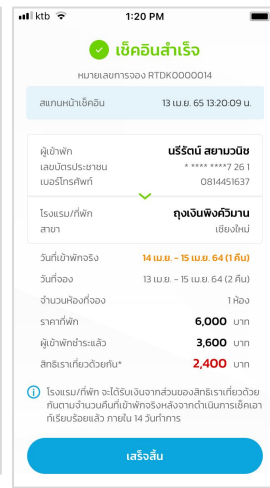 ktb 1:20 PM
เช็คอินสำเร็จ
หมายเลขการจอง RTDK0000014
สแกนหน้าเช็คอิน 13 เม.ย. 65 13:20:09 น.
ผู้เข้าพัก นรีรัตน์ สยามวนิช
เลขบัตรประชาชน * **** ****7 26 1
เบอร์โทรศัพท์ 0814451637
โรงแรม/ที่พัก ถุงเงินพิงค์วิมาน
สาขา เชียงใหม่
วันที่เข้าพักจริง 14 เม.ย. - 15 เม.ย. 64 (1 คืน)
วันที่จอง 13 เม.ย. - 15 เม.ย. 64 (2 คืน)
จำนวนห้องที่จอง 1 ห้อง
ราคาที่พัก 6,000 บาท
ผู้เข้าพักชำระแล้ว 3,600 บาท
สิทธิเราเที่ยวด้วยกัน* 2,400 บาท
โรงแรม/ที่พัก จะได้รับเงินจากส่วนของสิทธิเราเที่ยวด้วย
กันตามจำนวนคืนที่เข้าพักจริงหลังจากดำเนินการเช็คเอา
ท์เรียบร้อยแล้ว ภายใน 14 วันทำการ
เสร็จสิ้น